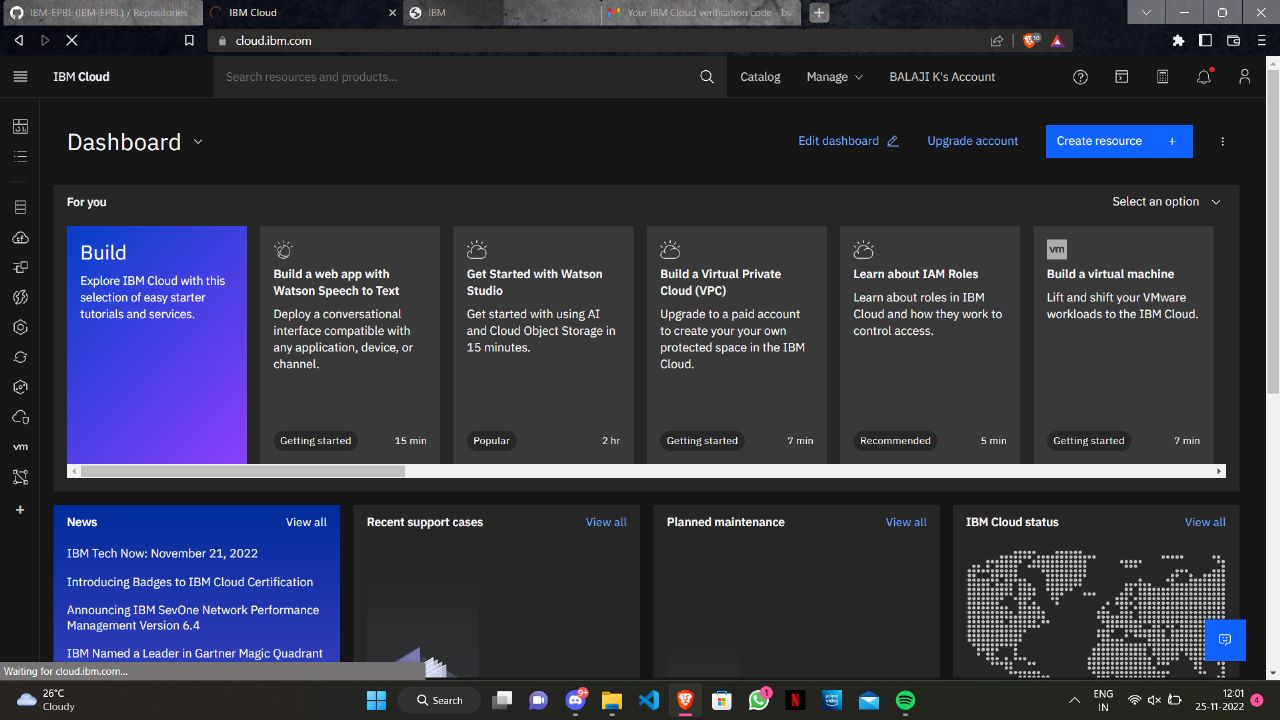 IBM-EPBL (IBM-EPBL) / Repositories
IBM Cloud
IBM
Your IBM Cloud verification code - ba
cloud.ibm.com
10
IBM Cloud
Search resources and products...
Catalog
Manage
BALAJI K's Account
Dashboard
Edit dashboard
Upgrade account
Create resource +
For you
Select an option
Build
Explore IBM Cloud with this
selection of easy starter
tutorials and services.
Build a web app with
Watson Speech to Text
Deploy a conversational
interface compatible with
any application, device, or
channel.
Getting started
15 min
Get Started with Watson
Studio
Get started with using AI
and Cloud Object Storage in
15 minutes.
Popular
2 hr
Build a Virtual Private
Cloud (VPC)
Upgrade to a paid account
to create your your own
protected space in the IBM
Cloud.
Getting started
7 min
Learn about IAM Roles
Learn about roles in IBM
Cloud and how they work to
control access.
Recommended
5 min
vm
Build a virtual machine
Lift and shift your VMware
workloads to the IBM Cloud.
Getting started
7 min
vm
News
View all
IBM Tech Now: November 21, 2022
Introducing Badges to IBM Cloud Certification
Announcing IBM SevOne Network Performance
Management Version 6.4
IBM Named a Leader in Gartner Magic Quadrant
Recent support cases
View all
Planned maintenance
View all
IBM Cloud status
View all
Waiting for cloud.ibm.com...
26°C
Cloudy
Search
9+
1
N
prime
video
ENG
IN
12:01
25-11-2022
4